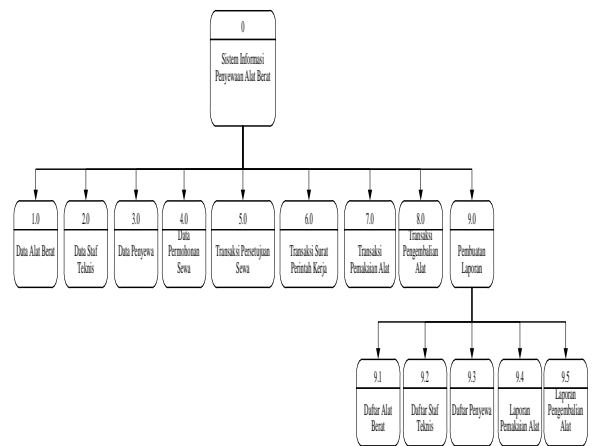 0
Sistem Informasi
Penyewaan Alat Berat
1.0
Data Alat Berat
2.0
Data Staf
Teknis
3.0
Data Penyewa
4.0
Data
Permohonan
Sewa
5.0
Transaksi Persetujuan
Sewa
6.0
Transaksi Surat
Perintah Kerja
7.0
Transaksi
Pemakaian Alat
8.0
Transaksi
Pengembalian
Alat
9.0
Pembuatan
Laporan
9.1
Daftar Alat
Berat
9.2
Daftar Staf
Teknis
9.3
Daftar Penyewa
9.4
Laporan
Pemakaian Alat
9.5
Laporan
Pengembalian
Alat